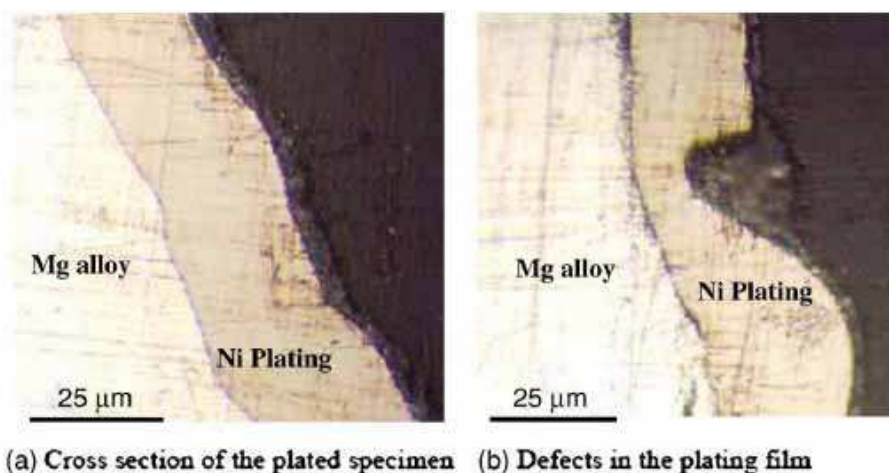 Mg alloy
Ni Plating
25 μm
(a) Cross section of the plated specimen
Mg alloy
Ni Plating
25 μm
(b) Defects in the plating film